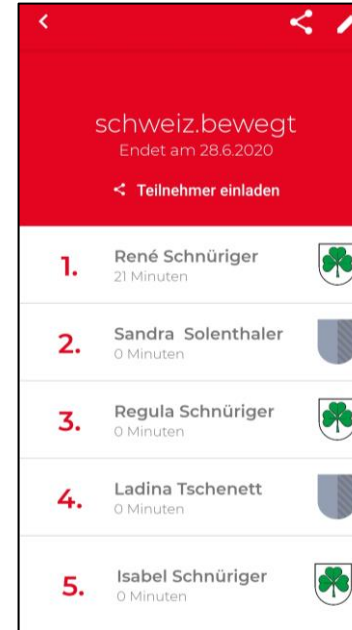 schweiz.bewegt
Endet am 28.6.2020
Teilnehmer einladen
1.
René Schnüriger
21 Minuten
2.
Sandra Solenthaler
0 Minuten
3.
Regula Schnüriger
0 Minuten
4.
Ladina Tschenett
0 Minuten
5.
Isabel Schnüriger
0 Minuten